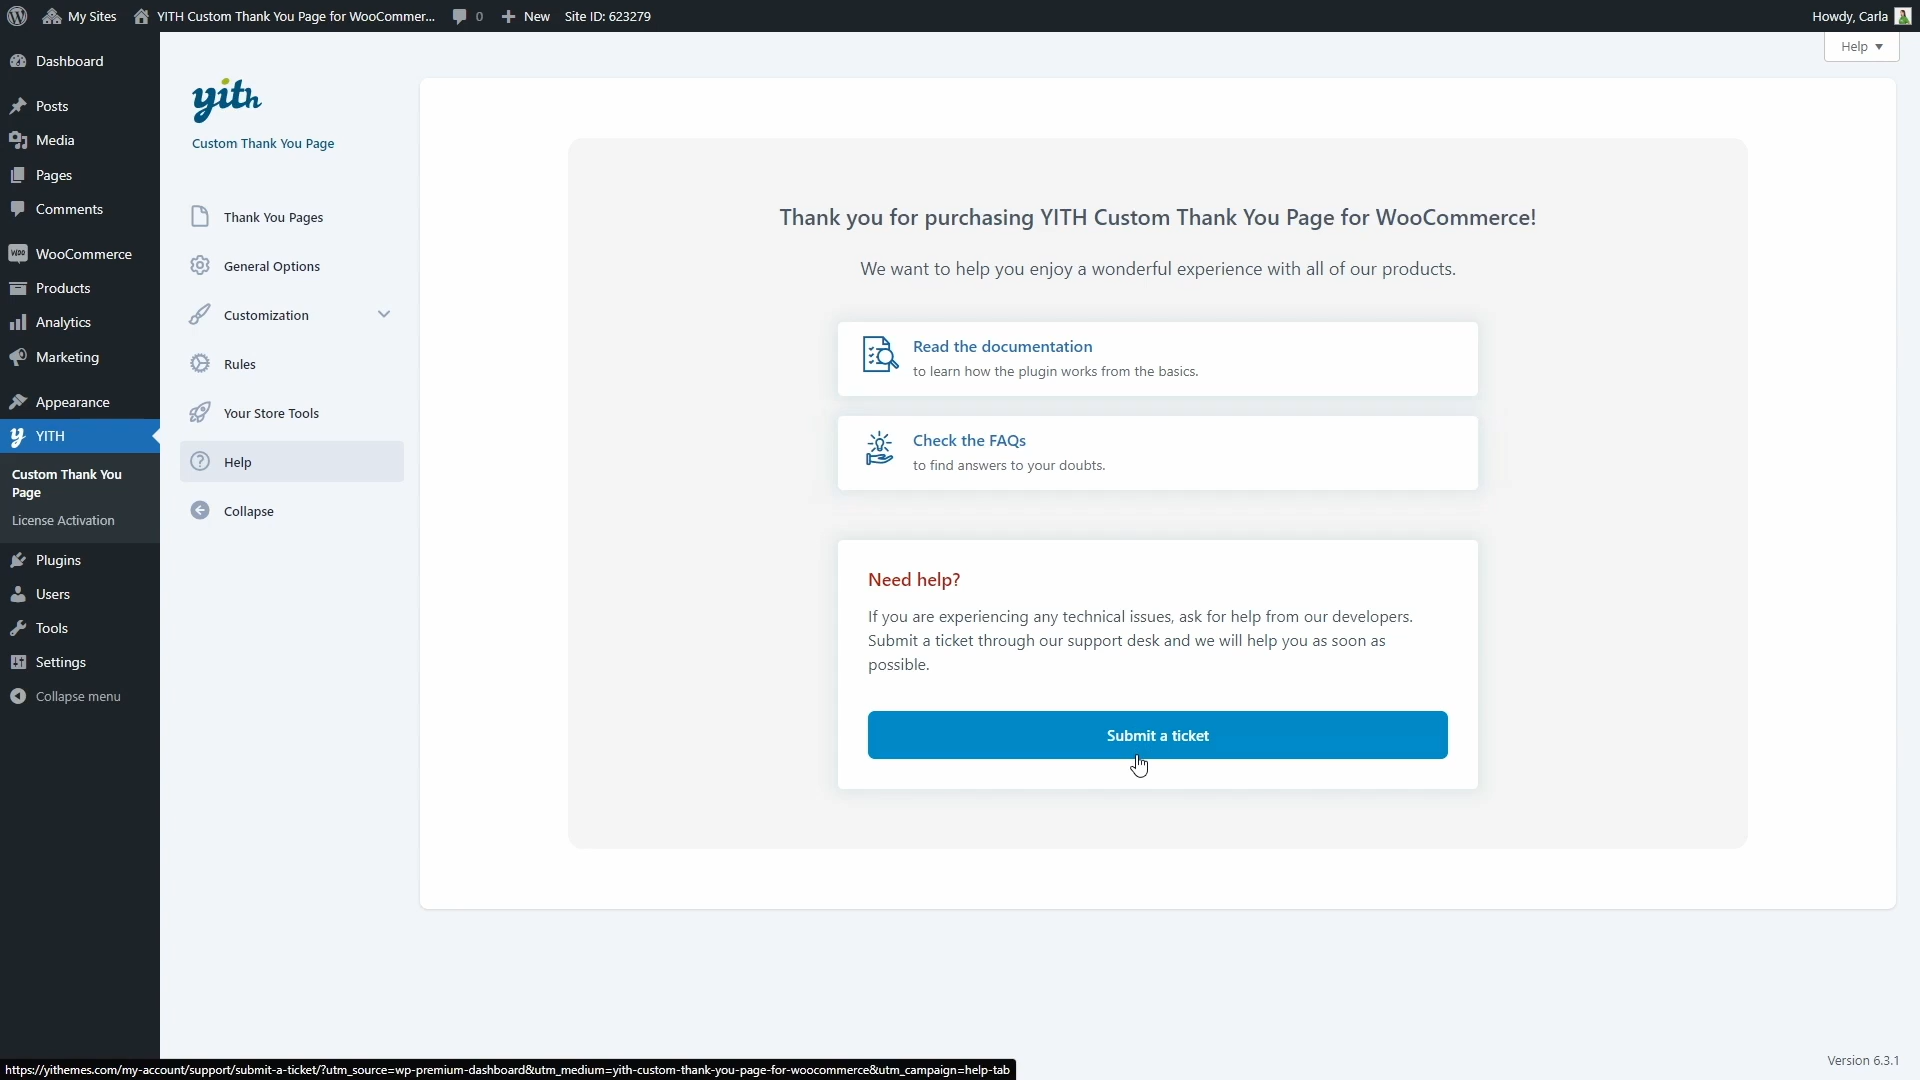 My Sites
YITH Custom Thank You Page for WooCommer...
0
New
Site ID: 623279
Howdy, Carla
Help
Dashboard
Posts
Media
Pages
Comments
WooCommerce
Products
Analytics
Marketing
Appearance
YITH
Custom Thank You
Page
License Activation
Plugins
Users
Tools
Settings
Collapse menu
yith
Custom Thank You Page
Thank You Pages
General Options
Customization
Rules
Your Store Tools
Help
Collapse
Thank you for purchasing YITH Custom Thank You Page for WooCommerce!
We want to help you enjoy a wonderful experience with all of our products.
Read the documentation
to learn how the plugin works from the basics.
Check the FAQs
to find answers to your doubts.
Need help?
If you are experiencing any technical issues, ask for help from our developers.
Submit a ticket through our support desk and we will help you as soon as
possible.
Submit a ticket
Version 6.3.1
https://yithemes.com/my-account/support/submit-a-ticket/?utm_source=wp-premium-dashboard&utm_medium=yith-custom-thank-you-page-for-woocommerce&utm_campaign=help-tab